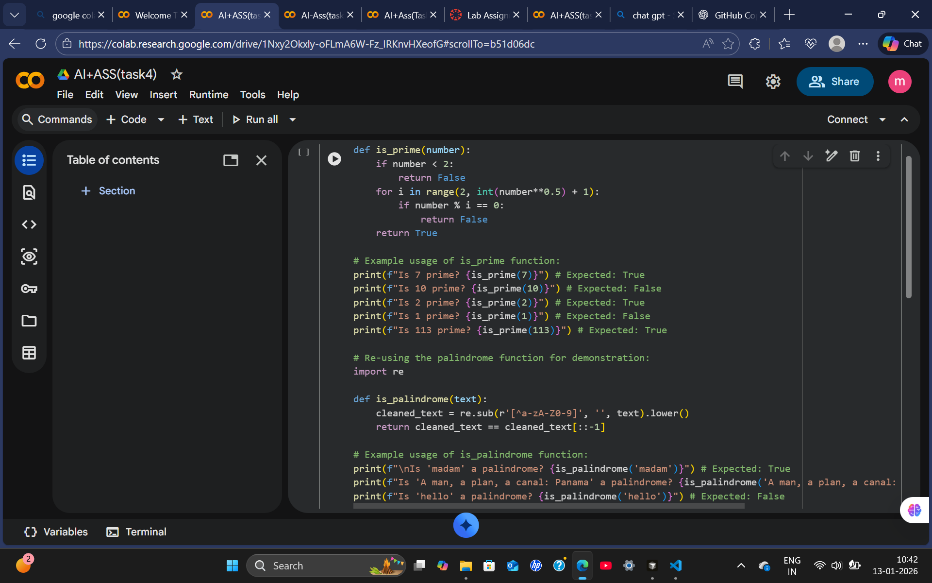 google col
Welcome T
AI+ASS(tas
AI-Ass(task
AI+Ass(Tas
Lab Assign
AI+ASS(tas
chat gpt -
GitHub Co
https://colab.research.google.com/drive/1Nxy2Okxly-oFLmA6W-Fz_IRKnvHXeofG#scrollTo=b51d06dc
Chat
AI+ASS(task4)
File Edit View Insert Runtime Tools Help
Share
m
Commands + Code + Text Run all
Connect
Table of contents
+ Section
[ ]
def is_prime(number):
    if number < 2:
        return False
    for i in range(2, int(number**0.5) + 1):
        if number % i == 0:
            return False
    return True
# Example usage of is_prime function:
print(f"Is 7 prime? {is_prime(7)}") # Expected: True
print(f"Is 10 prime? {is_prime(10)}") # Expected: False
print(f"Is 2 prime? {is_prime(2)}") # Expected: True
print(f"Is 1 prime? {is_prime(1)}") # Expected: False
print(f"Is 113 prime? {is_prime(113)}") # Expected: True
# Re-using the palindrome function for demonstration:
import re
def is_palindrome(text):
    cleaned_text = re.sub(r'[^a-zA-Z0-9]', '', text).lower()
    return cleaned_text == cleaned_text[::-1]
# Example usage of is_palindrome function:
print(f"\nIs 'madam' a palindrome? {is_palindrome('madam')}") # Expected: True
print(f"Is 'A man, a plan, a canal: Panama' a palindrome? {is_palindrome('A man, a plan, a canal:
print(f"Is 'hello' a palindrome? {is_palindrome('hello')}") # Expected: False
Variables
Terminal
2
Search
ENG
IN
10:42
13-01-2026